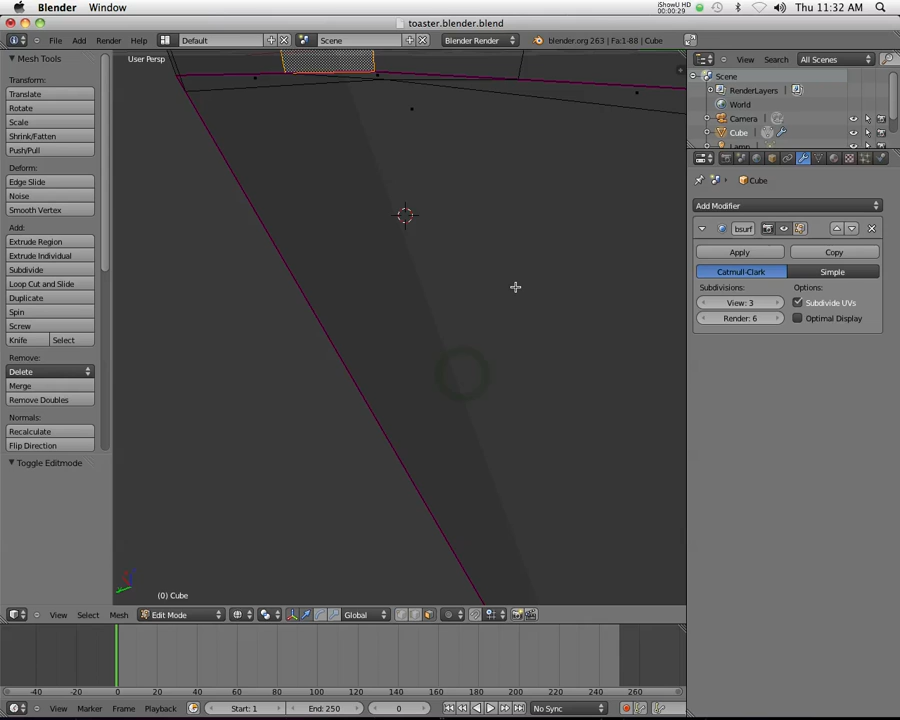 iShowU HD
00:00:29
Blender Window
Thu 11:32 AM
toaster.blender.blend
File Add Render Help
Default
Scene
Blender Render
blender.org 263 | Fa:1-88 | Cube
Mesh Tools
Transform:
Translate
Rotate
Scale
Shrink/Fatten
Push/Pull
Deform:
Edge Slide
Noise
Smooth Vertex
Add:
Extrude Region
Extrude Individual
Subdivide
Loop Cut and Slide
Duplicate
Spin
Screw
Knife Select
Remove:
Delete
Merge
Remove Doubles
Normals:
Recalculate
Flip Direction
Toggle Editmode
User Persp
(0) Cube
View Select Mesh
Edit Mode
Global
-40 -20 0 20 40 60 80 100 120 140 160 180 200 220 240 260
View Marker Frame Playback
Start: 1
End: 250
0
No Sync
View Search All Scenes
Scene
RenderLayers
World
Camera
Cube
Lamp
Cube
Add Modifier
bsurf
Apply Copy
Catmull-Clark Simple
Subdivisions: Options:
View: 3 Subdivide UVs
Render: 6 Optimal Display